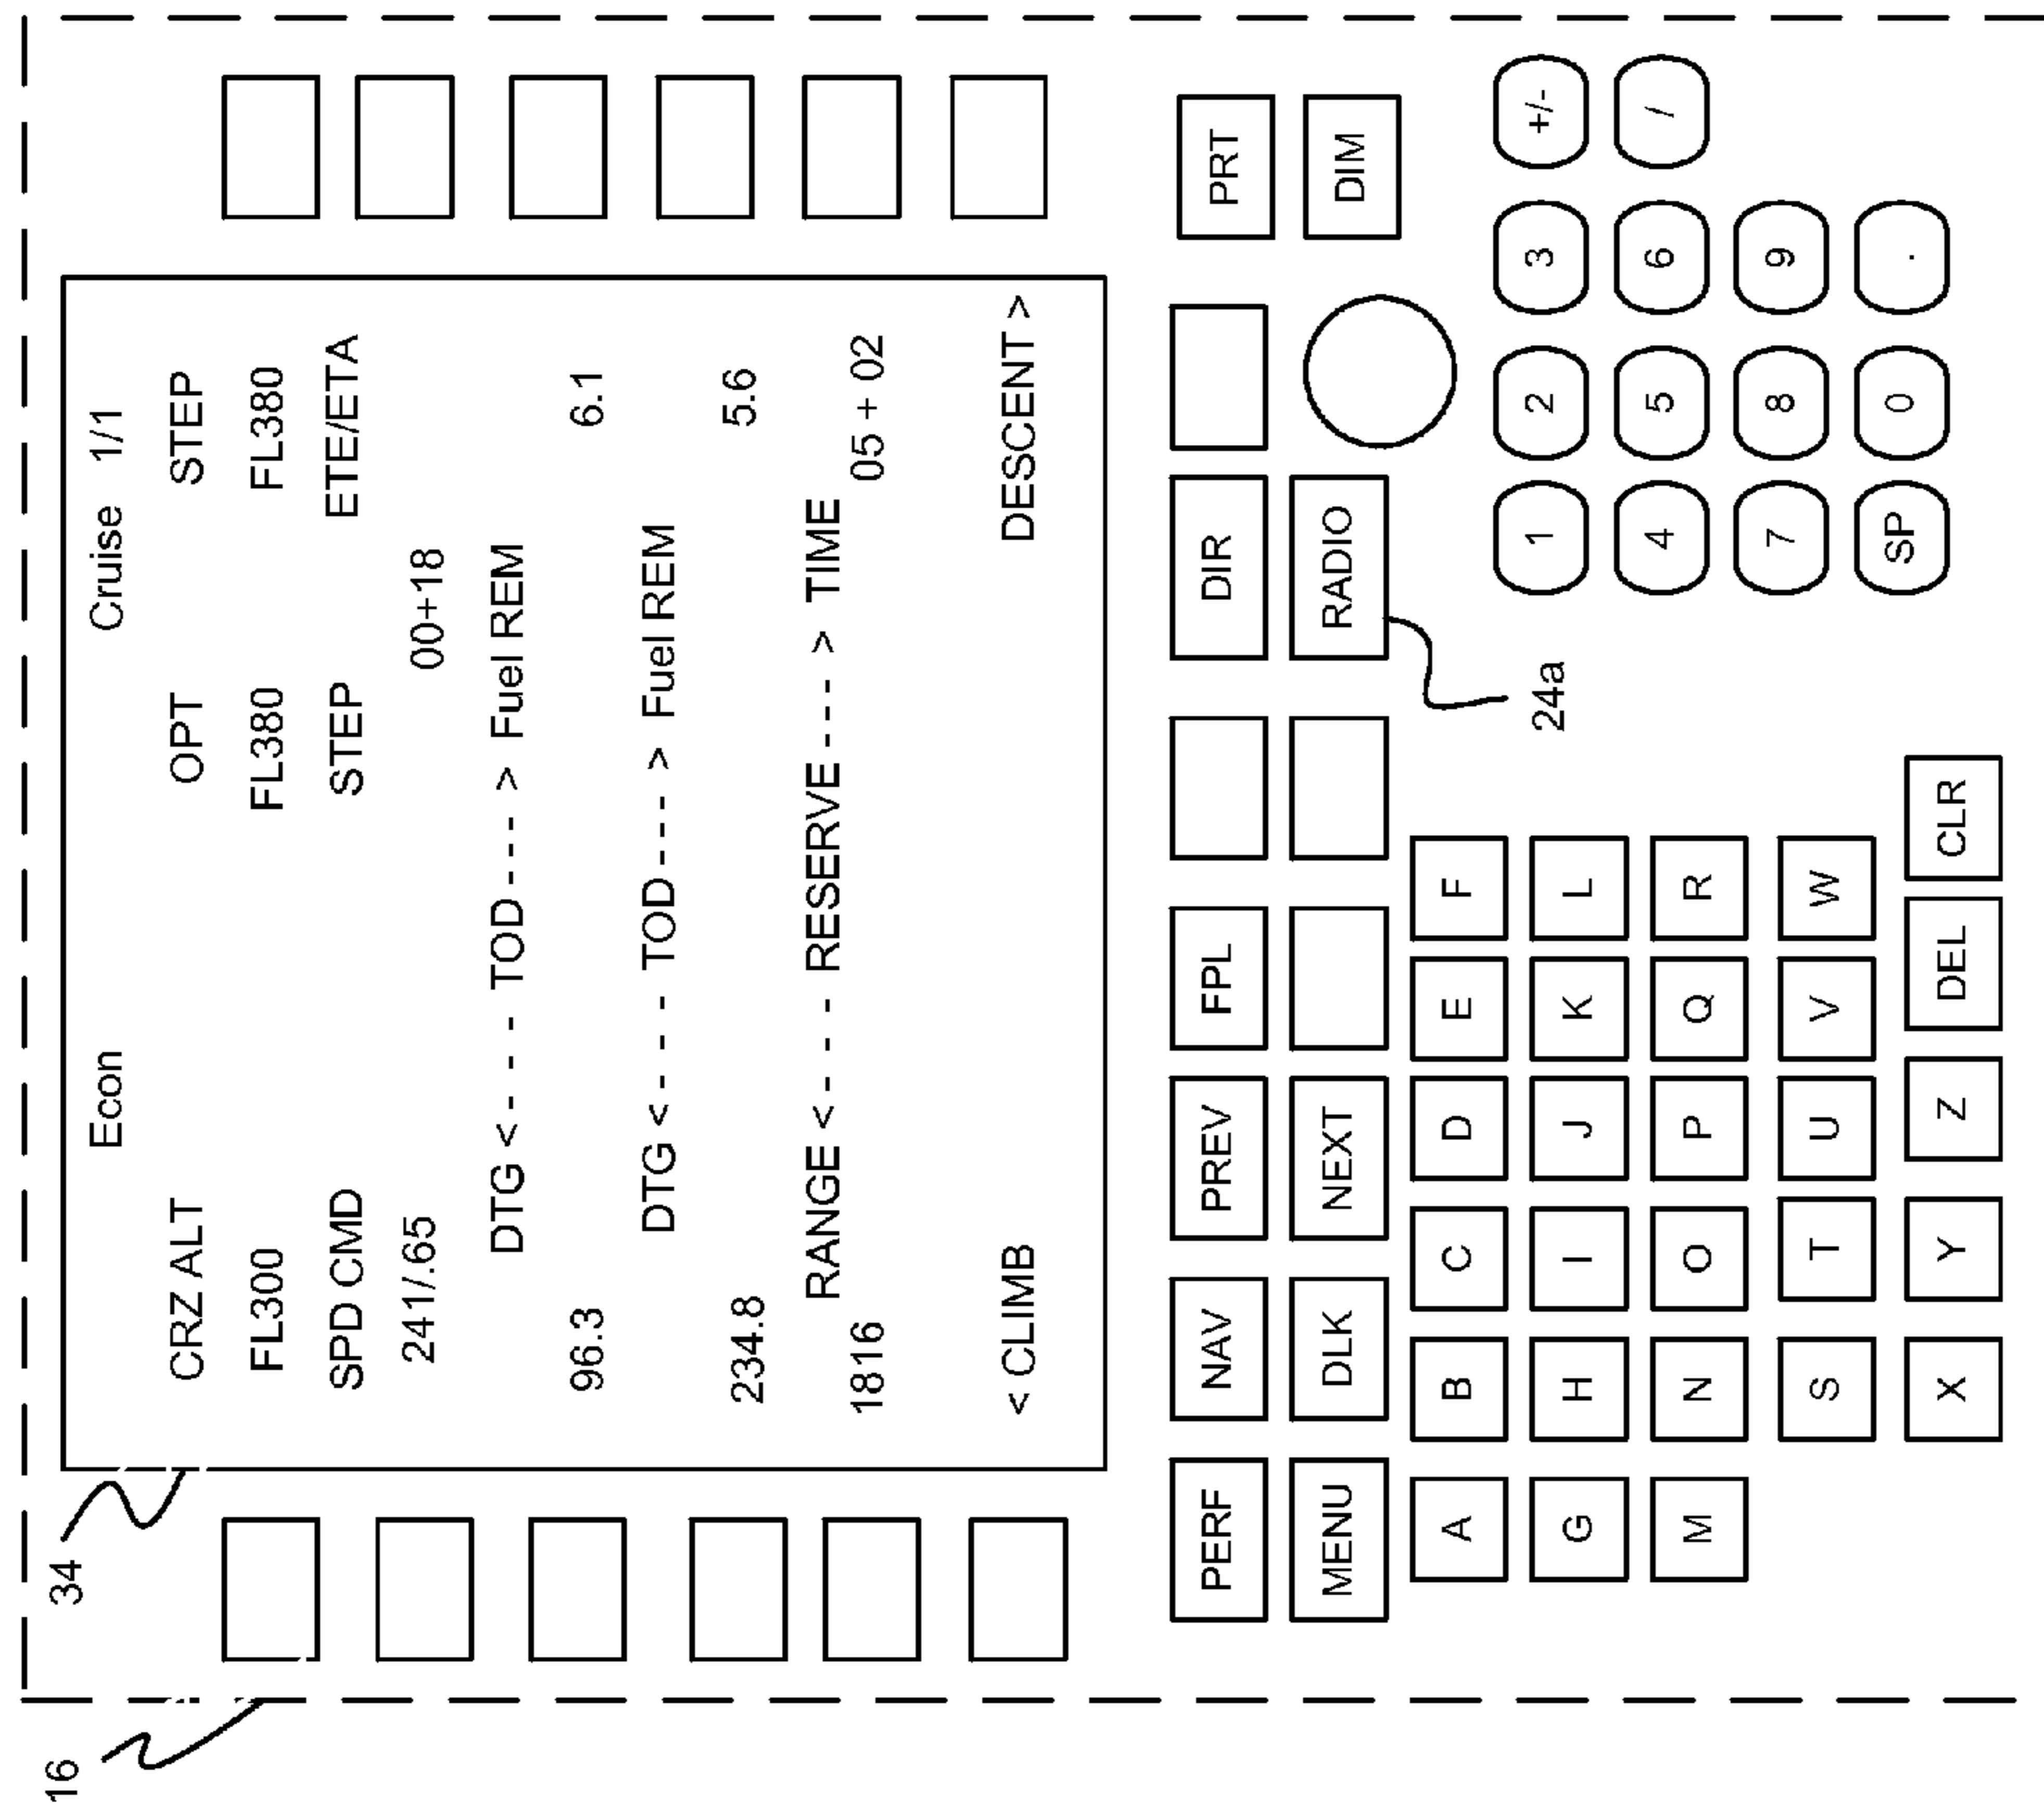 16
34
Econ Cruise 1/1
CRZ ALT OPT STEP
FL300 FL380 FL380
SPD CMD STEP ETE/ETA
241/.65 00+18
DTG < - - - TOD - - - > Fuel REM
96.3 6.1
DTG < - - - TOD - - - > Fuel REM
234.8 5.6
RANGE < - - - RESERVE - - - > TIME
1816 05 + 02
< CLIMB DESCENT >
PERF NAV PREV FPL DIR PRT
MENU DLK NEXT RADIO DIM
24a
A B C D E F
G H I J K L
M N O P Q R
S T U V W
X Y Z DEL CLR
1 2 3 +/-
4 5 6 /
7 8 9
SP 0 .